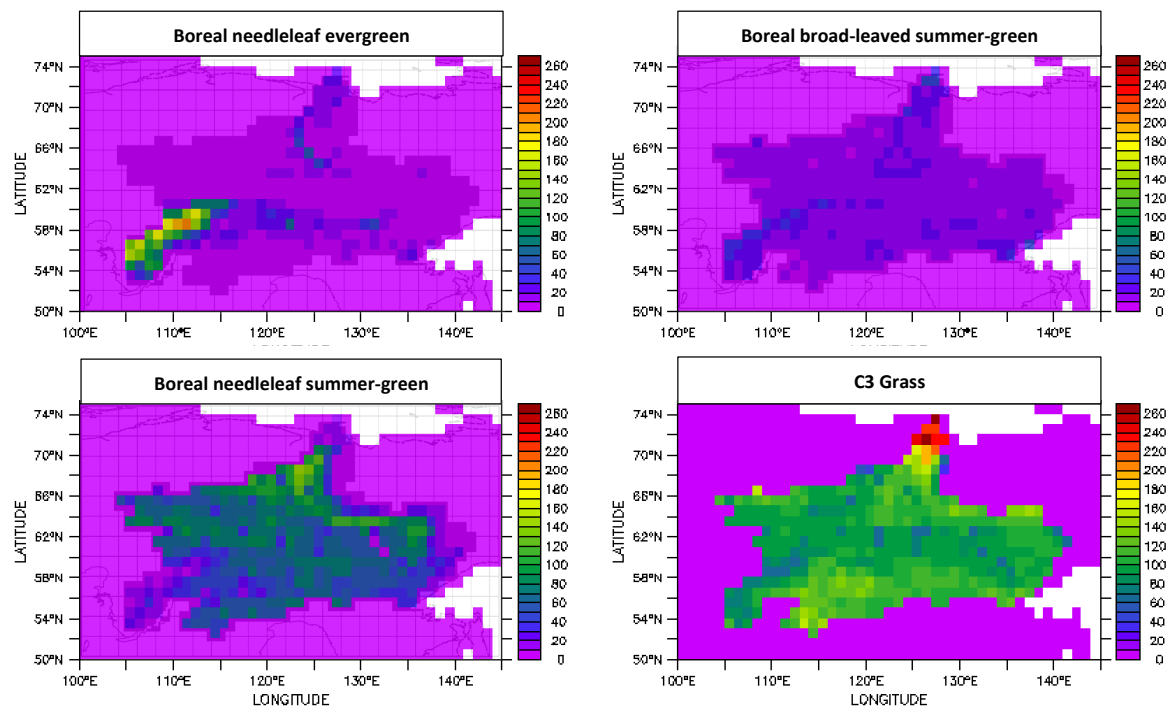 Boreal needleleaf evergreen
74°N
70°N
66°N
62°N
58°N
54°N
50°N
LATITUDE
100°E
110°E
120°E
130°E
140°E
260
240
220
200
180
160
140
120
100
80
60
40
20
0
Boreal broad-leaved summer-green
74°N
70°N
66°N
62°N
58°N
54°N
50°N
LATITUDE
100°E
110°E
120°E
130°E
140°E
260
240
220
200
180
160
140
120
100
80
60
40
20
0
Boreal needleleaf summer-green
74°N
70°N
66°N
62°N
58°N
54°N
50°N
LATITUDE
100°E
110°E
120°E
130°E
140°E
LONGITUDE
260
240
220
200
180
160
140
120
100
80
60
40
20
0
C3 Grass
74°N
70°N
66°N
62°N
58°N
54°N
50°N
LATITUDE
100°E
110°E
120°E
130°E
140°E
LONGITUDE
260
240
220
200
180
160
140
120
100
80
60
40
20
0